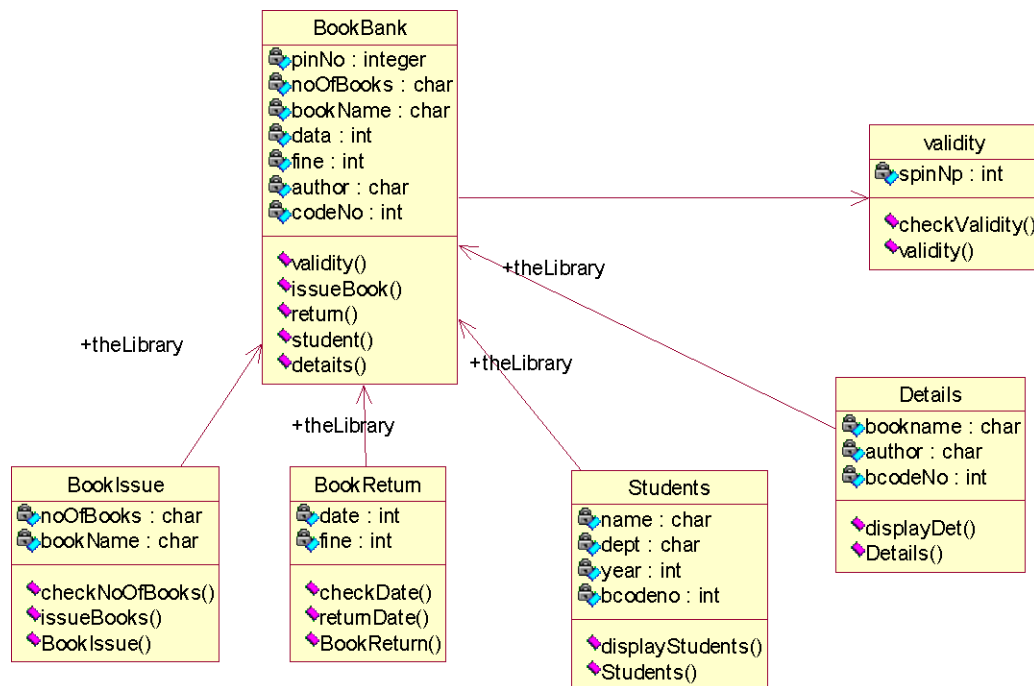 BookBank
pinNo : integer
noOfBooks : char
bookName : char
data : int
fine : int
author : char
codeNo : int
validity()
issueBook()
return()
student()
detaits()
validity
spinNp : int
checkValidity()
validity()
+theLibrary
+theLibrary
+theLibrary
+theLibrary
BookIssue
noOfBooks : char
bookName : char
checkNoOfBooks()
issueBooks()
BookIssue()
BookReturn
date : int
fine : int
checkDate()
returnDate()
BookReturn()
Students
name : char
dept : char
year : int
bcodeno : int
displayStudents()
Students()
Details
bookname : char
author : char
bcodeNo : int
displayDet()
Details()